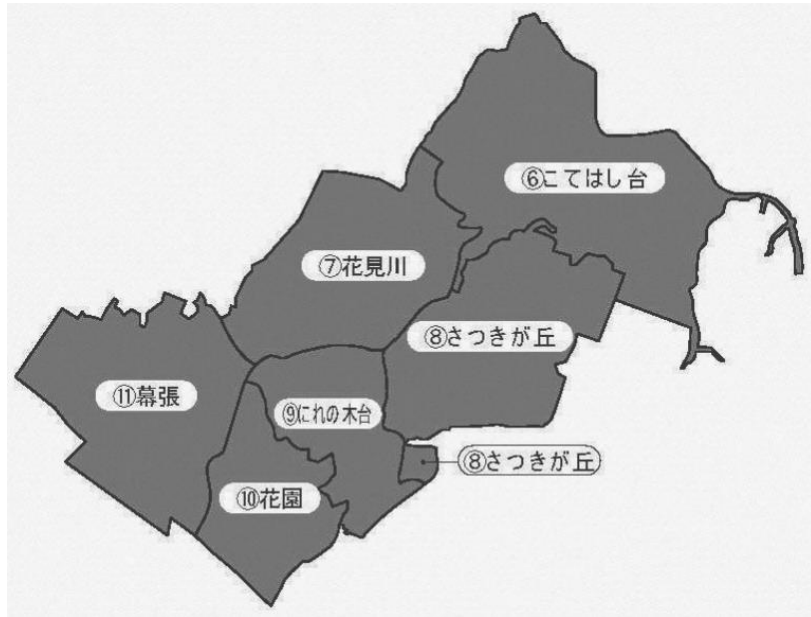 ⑥こてはし台
⑦花見川
⑧さつきが丘
⑪幕張
⑨にれの木台
⑧さつきが丘
⑩花園